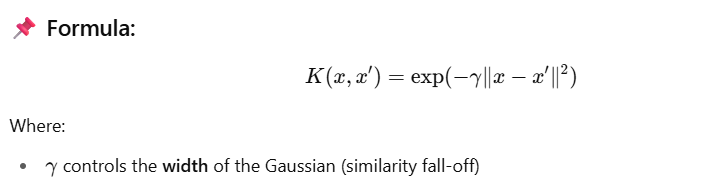 📌 Formula:
K(x, x′) = exp(−γ‖x − x′‖²)
Where:
• γ controls the width of the Gaussian (similarity fall-off)